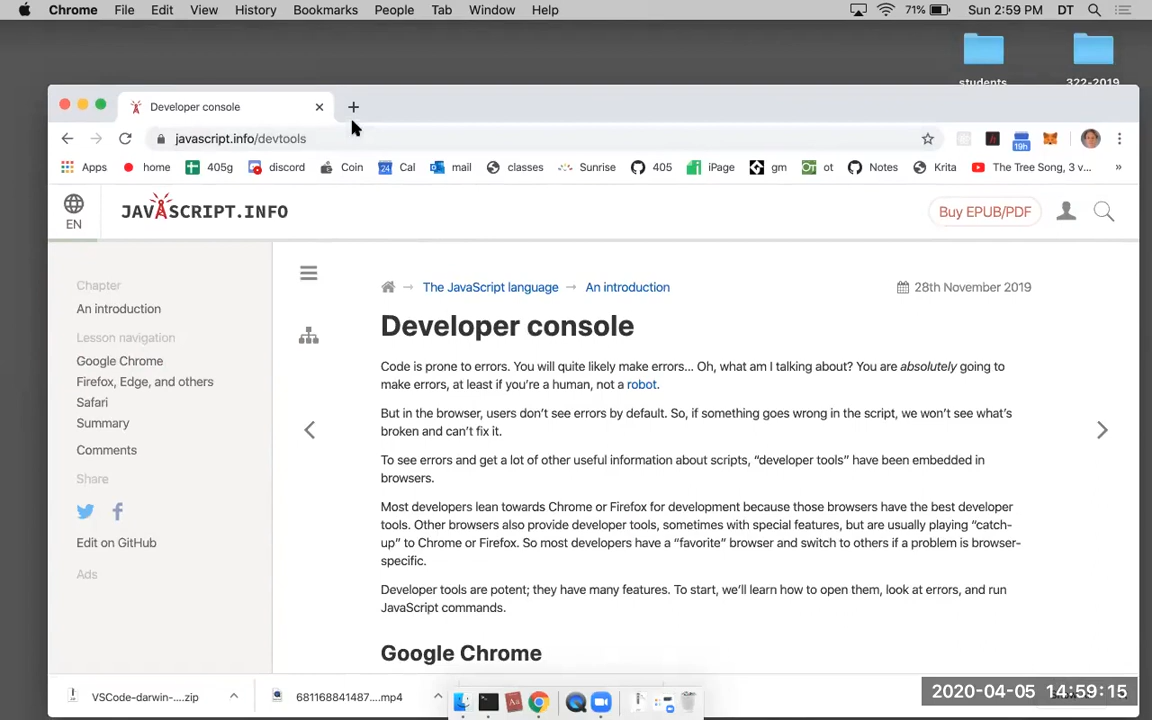 Chrome File Edit View History Bookmarks People Tab Window Help 71% Sun 2:59 PM DT
students 322-2019
Developer console
javascript.info/devtools
19h
Apps home 405g discord Coin 24 Cal mail classes Sunrise 405 iPage gm ot Notes Krita The Tree Song, 3 v... »
EN JAVASCRIPT.INFO Buy EPUB/PDF
Chapter
An introduction
Lesson navigation
Google Chrome
Firefox, Edge, and others
Safari
Summary
Comments
Share
Edit on GitHub
Ads
The JavaScript language → An introduction 28th November 2019
Developer console
Code is prone to errors. You will quite likely make errors… Oh, what am I talking about? You are absolutely going to
make errors, at least if you’re a human, not a robot.
But in the browser, users don’t see errors by default. So, if something goes wrong in the script, we won’t see what’s
broken and can’t fix it.
To see errors and get a lot of other useful information about scripts, “developer tools” have been embedded in
browsers.
Most developers lean towards Chrome or Firefox for development because those browsers have the best developer
tools. Other browsers also provide developer tools, sometimes with special features, but are usually playing “catch-
up” to Chrome or Firefox. So most developers have a “favorite” browser and switch to others if a problem is browser-
specific.
Developer tools are potent; they have many features. To start, we’ll learn how to open them, look at errors, and run
JavaScript commands.
Google Chrome
VSCode-darwin-....zip 681168841487....mp4
2020-04-05 14:59:15